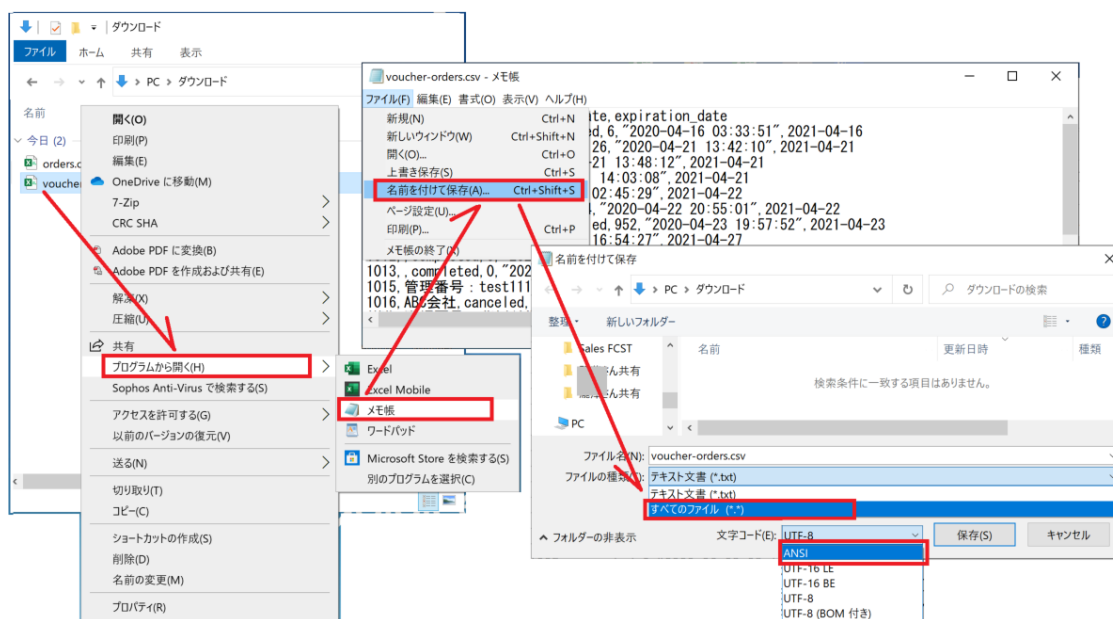 ダウンロード
ファイル ホーム 共有 表示
PC > ダウンロード
名前
今日 (2)
orders.c
vouche
開く(O)
印刷(P)
編集(E)
OneDrive に移動(M)
7-Zip
CRC SHA
Adobe PDF に変換(B)
Adobe PDF を作成および共有(E)
解凍(X)
圧縮(U)
共有
プログラムから開く(H)
Sophos Anti-Virus で検索する(S)
アクセスを許可する(G)
以前のバージョンの復元(V)
送る(N)
切り取り(T)
コピー(C)
ショートカットの作成(S)
削除(D)
名前の変更(M)
プロパティ(R)
Excel
Excel Mobile
メモ帳
ワードパッド
Microsoft Store を検索する(S)
別のプログラムを選択(C)
voucher-orders.csv - メモ帳
ファイル(F) 編集(E) 書式(O) 表示(V) ヘルプ(H)
新規(N) Ctrl+N
新しいウィンドウ(W) Ctrl+Shift+N
開く(O)... Ctrl+O
上書き保存(S) Ctrl+S
名前を付けて保存(A)... Ctrl+Shift+S
ページ設定(U)...
印刷(P)... Ctrl+P
メモ帳の終了(X)
te,expiration_date
ed,6,"2020-04-16 03:33:51",2021-04-16
26,"2020-04-21 13:42:10",2021-04-21
-21 13:48:12",2021-04-21
14:03:08",2021-04-21
02:45:29",2021-04-22
,"2020-04-22 20:55:01",2021-04-22
ed,952,"2020-04-23 19:57:52",2021-04-23
16:54:27",2021-04-27
1013,,completed,0,"202
1015,管理番号：test111
1016,ABC会社,canceled,
名前を付けて保存
PC > ダウンロード
ダウンロードの検索
整理 新しいフォルダー
Sales FCST
さん共有
さん共有
PC
名前 更新日時 種類
検索条件に一致する項目はありません。
ファイル名(N): voucher-orders.csv
ファイルの種類(T): テキスト文書 (*.txt)
テキスト文書 (*.txt)
すべてのファイル (*.*)
フォルダーの非表示
文字コード(E): UTF-8
保存(S) キャンセル
ANSI
UTF-16 LE
UTF-16 BE
UTF-8
UTF-8 (BOM 付き)